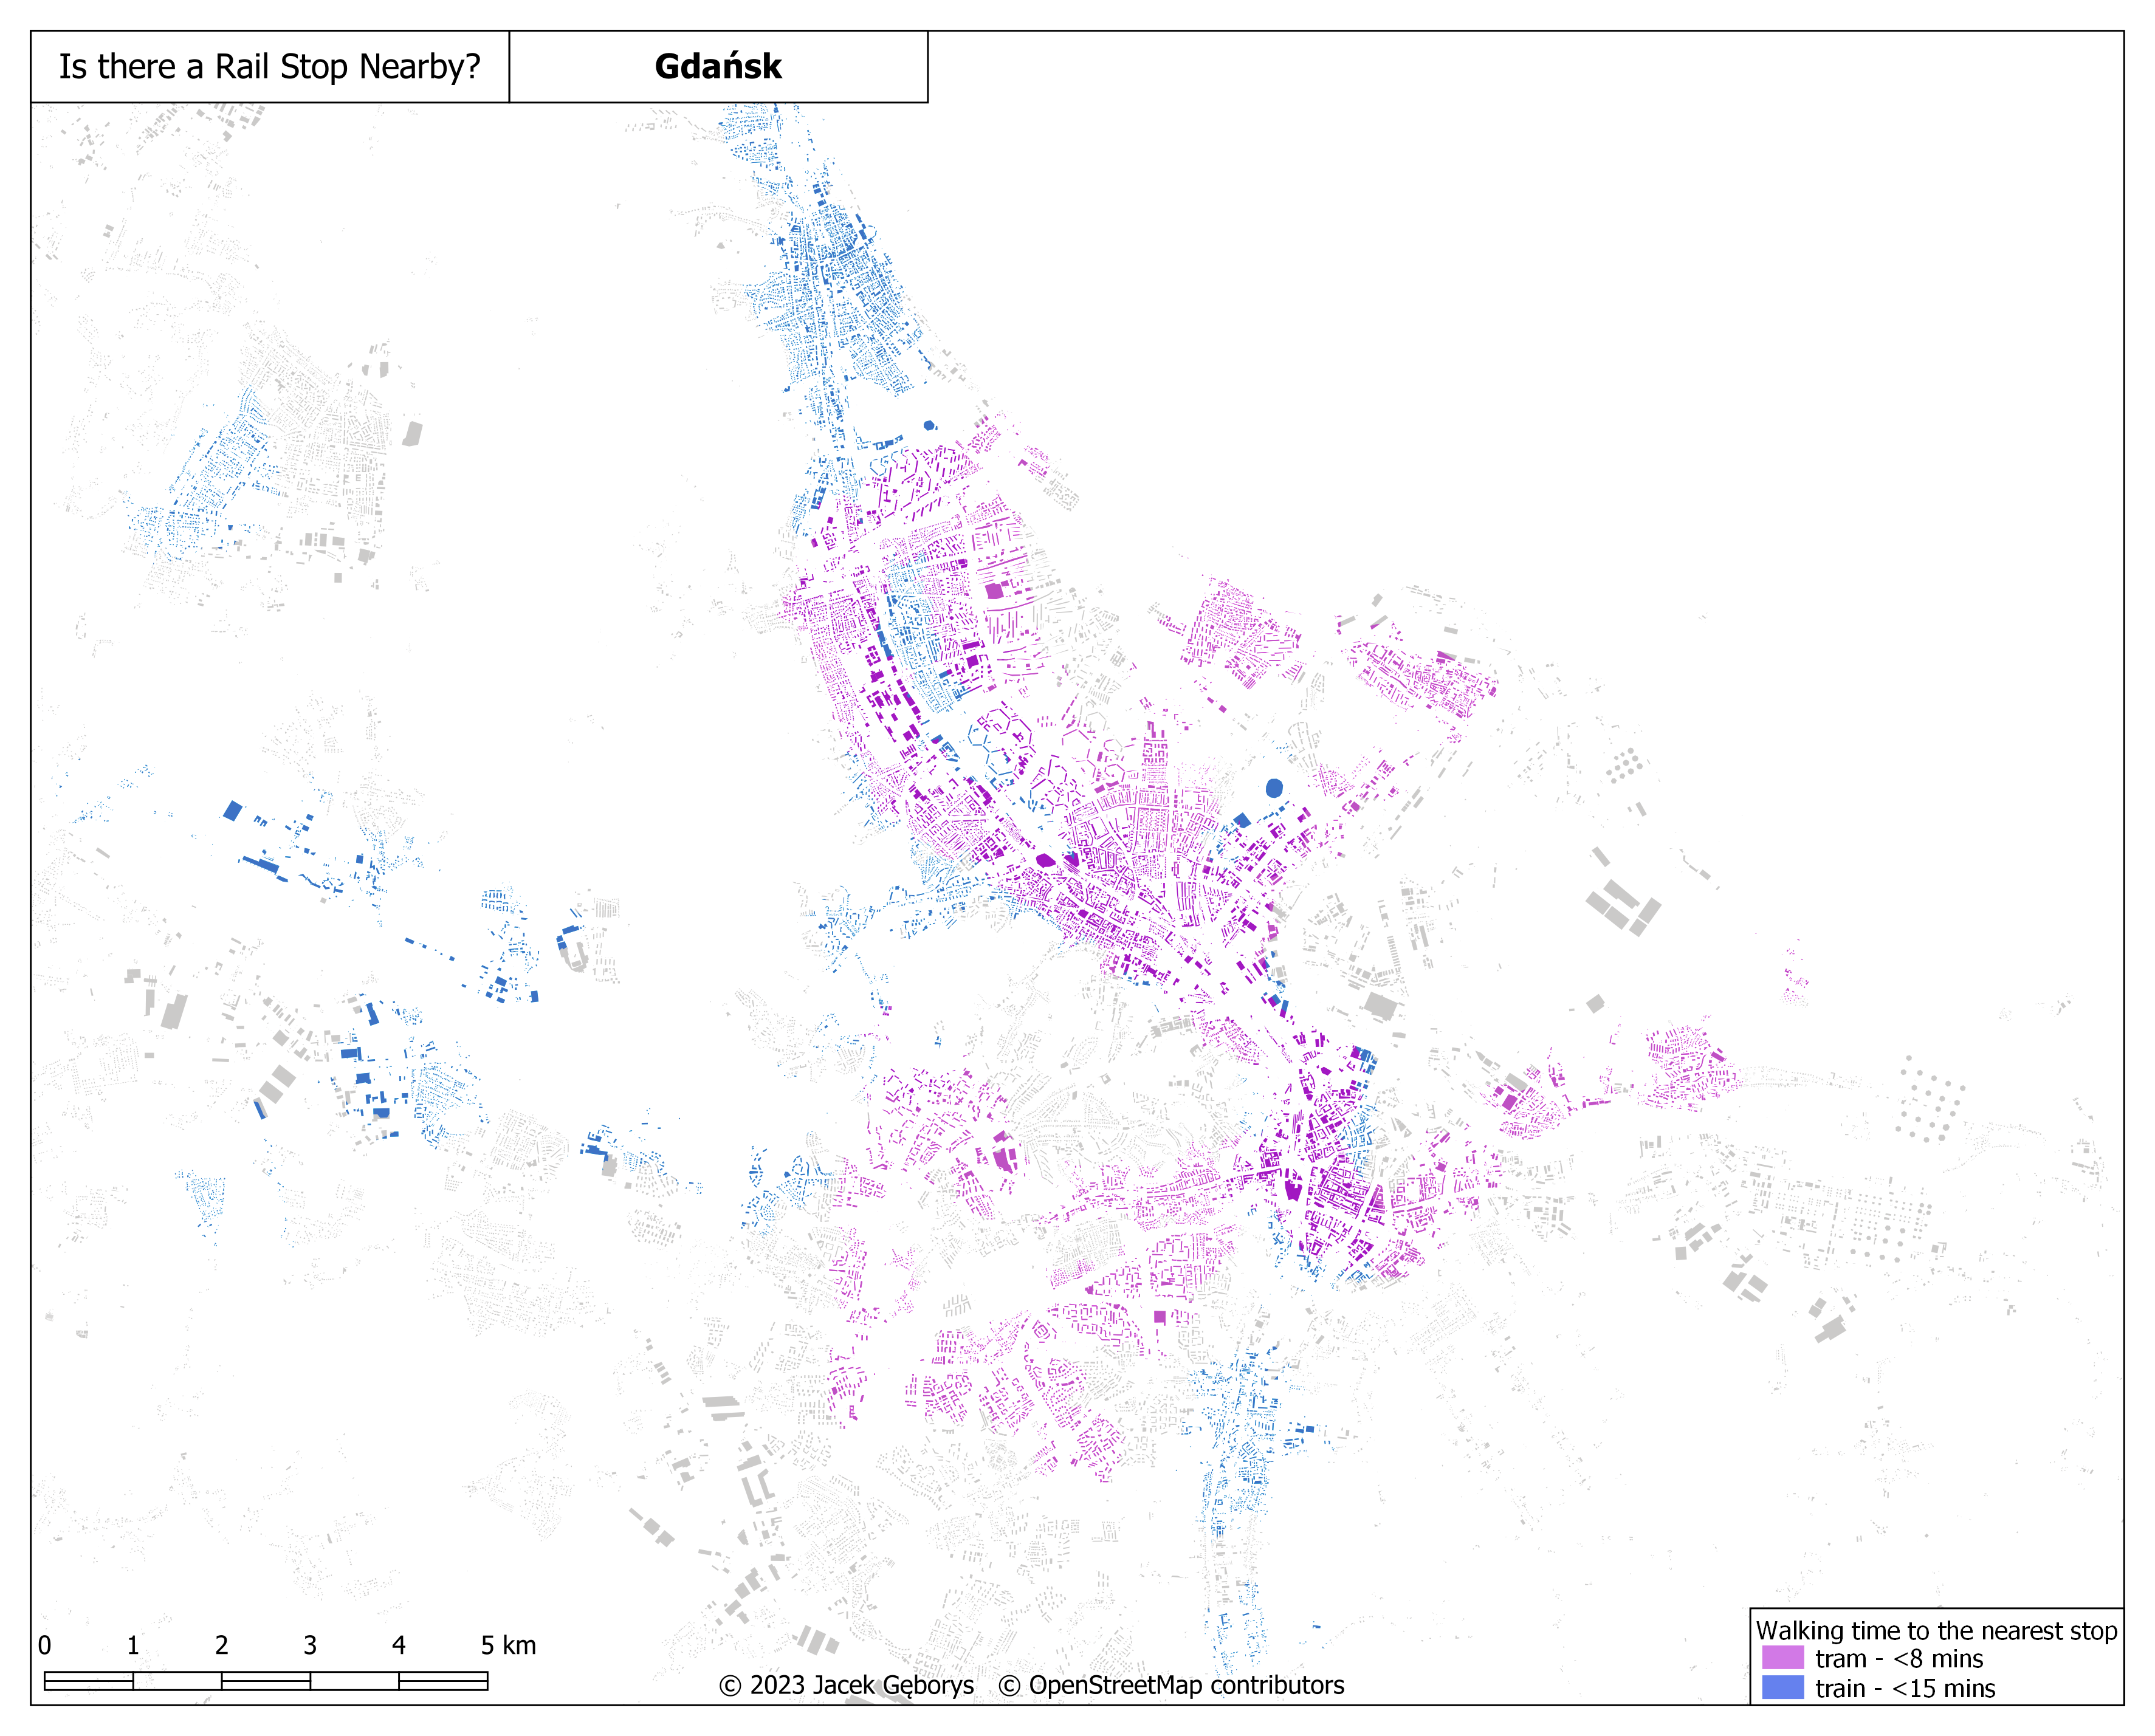 Is there a Rail Stop Nearby?
Gdańsk
0 1 2 3 4 5 km
© 2023 Jacek Gęborys © OpenStreetMap contributors
Walking time to the nearest stop
tram - <8 mins
train - <15 mins